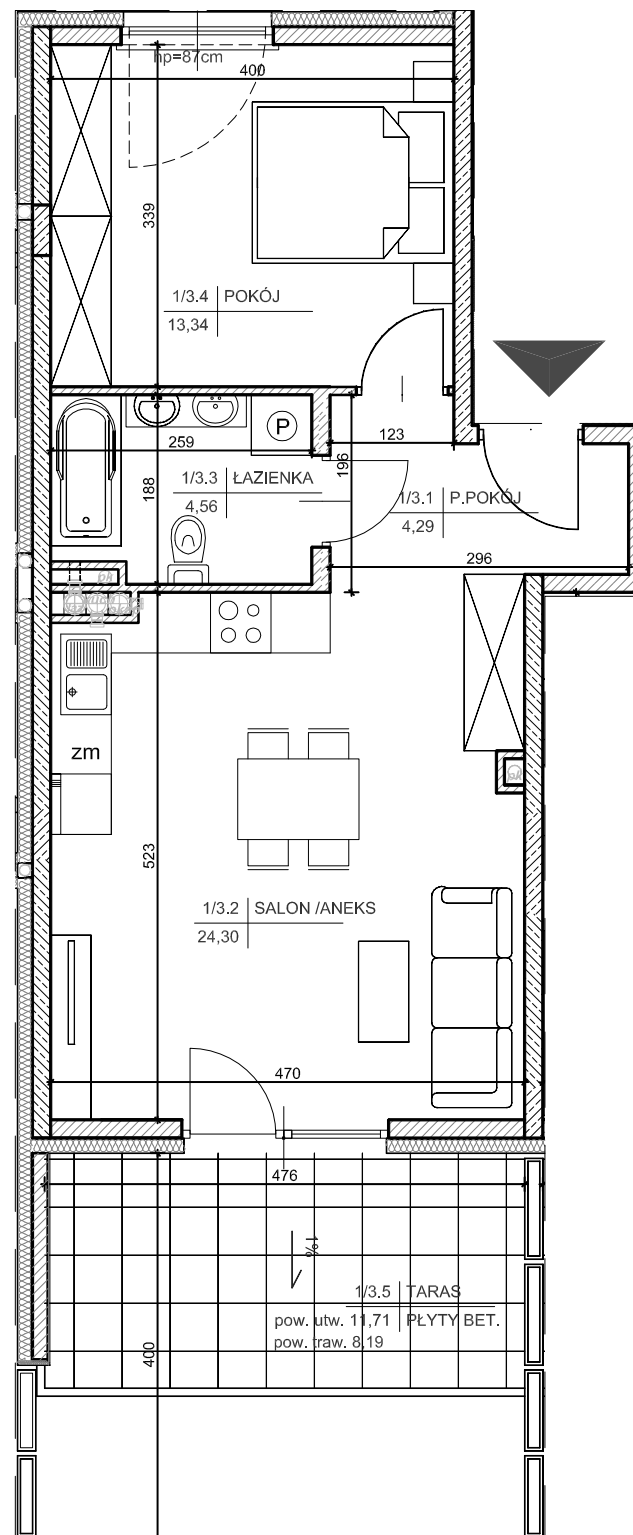 hp=87cm
400
339
1/3.4 POKÓJ
13,34
P
259
123
196
1/3.3 ŁAZIENKA
4,56
188
1/3.1 P.POKÓJ
4,29
296
zm
pk
523
1/3.2 SALON /ANEKS
24,30
470
476
1%
1/3.5 TARAS
pow. utw. 11,71 PŁYTY BET.
pow. traw. 8,19
400